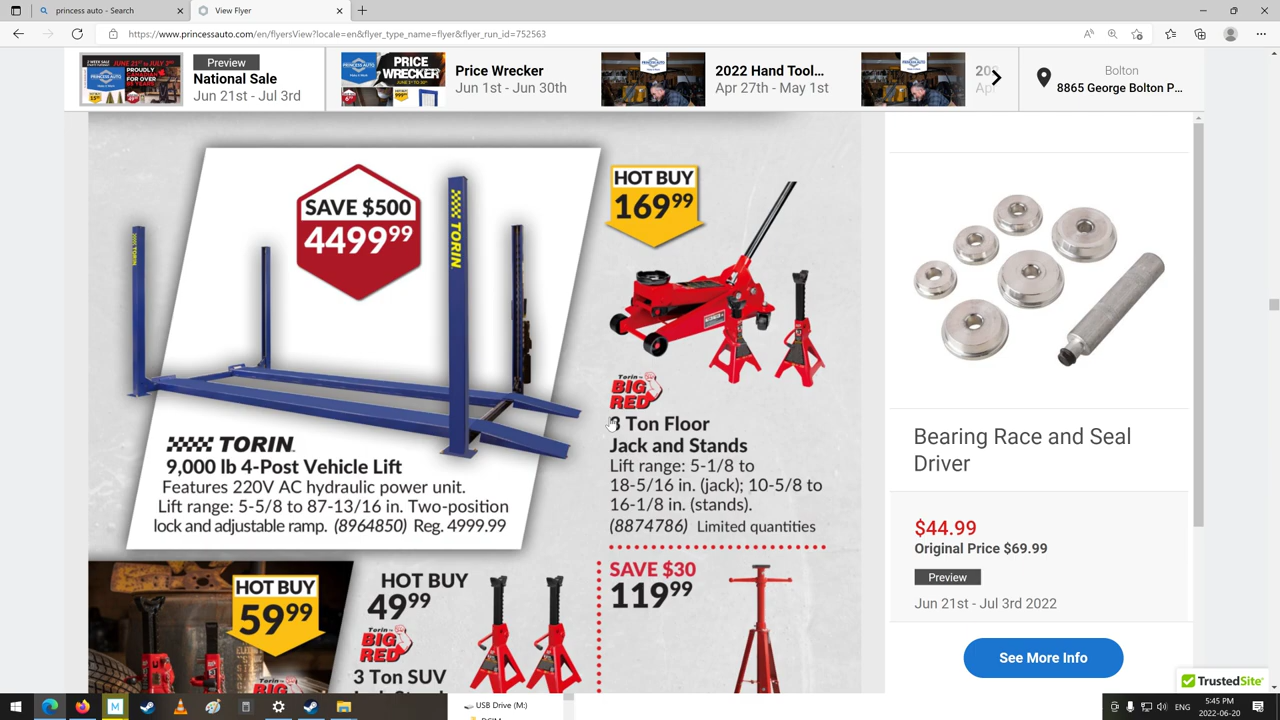 princess auto - Search
View Flyer
https://www.princessauto.com/en/flyersView?locale=en&flyer_type_name=flyer&flyer_run_id=752563
Preview
National Sale
Jun 21st - Jul 3rd
PRICE
WRECKER
Price Wrecker
Jun 1st - Jun 30th
2022 Hand Tool...
Apr 27th - May 1st
20
Ap
Bolton
8865 George Bolton P...
SAVE $500
4499 99
TORIN
TORIN
HOT BUY
169 99
Torin
BIG
RED
3 Ton Floor
Jack and Stands
Lift range: 5-1/8 to
18-5/16 in. (jack); 10-5/8 to
16-1/8 in. (stands).
(8874786) Limited quantities
TORIN
9,000 lb 4-Post Vehicle Lift
Features 220V AC hydraulic power unit.
Lift range: 5-5/8 to 87-13/16 in. Two-position
lock and adjustable ramp. (8964850) Reg. 4999.99
HOT BUY
59 99
HOT BUY
49 99
Torin
BIG
RED
3 Ton SUV
SAVE $30
119 99
Bearing Race and Seal
Driver
$44.99
Original Price $69.99
Preview
Jun 21st - Jul 3rd 2022
See More Info
TrustedSite
USB Drive (M:)
ENG
5:45 PM
2022-06-20